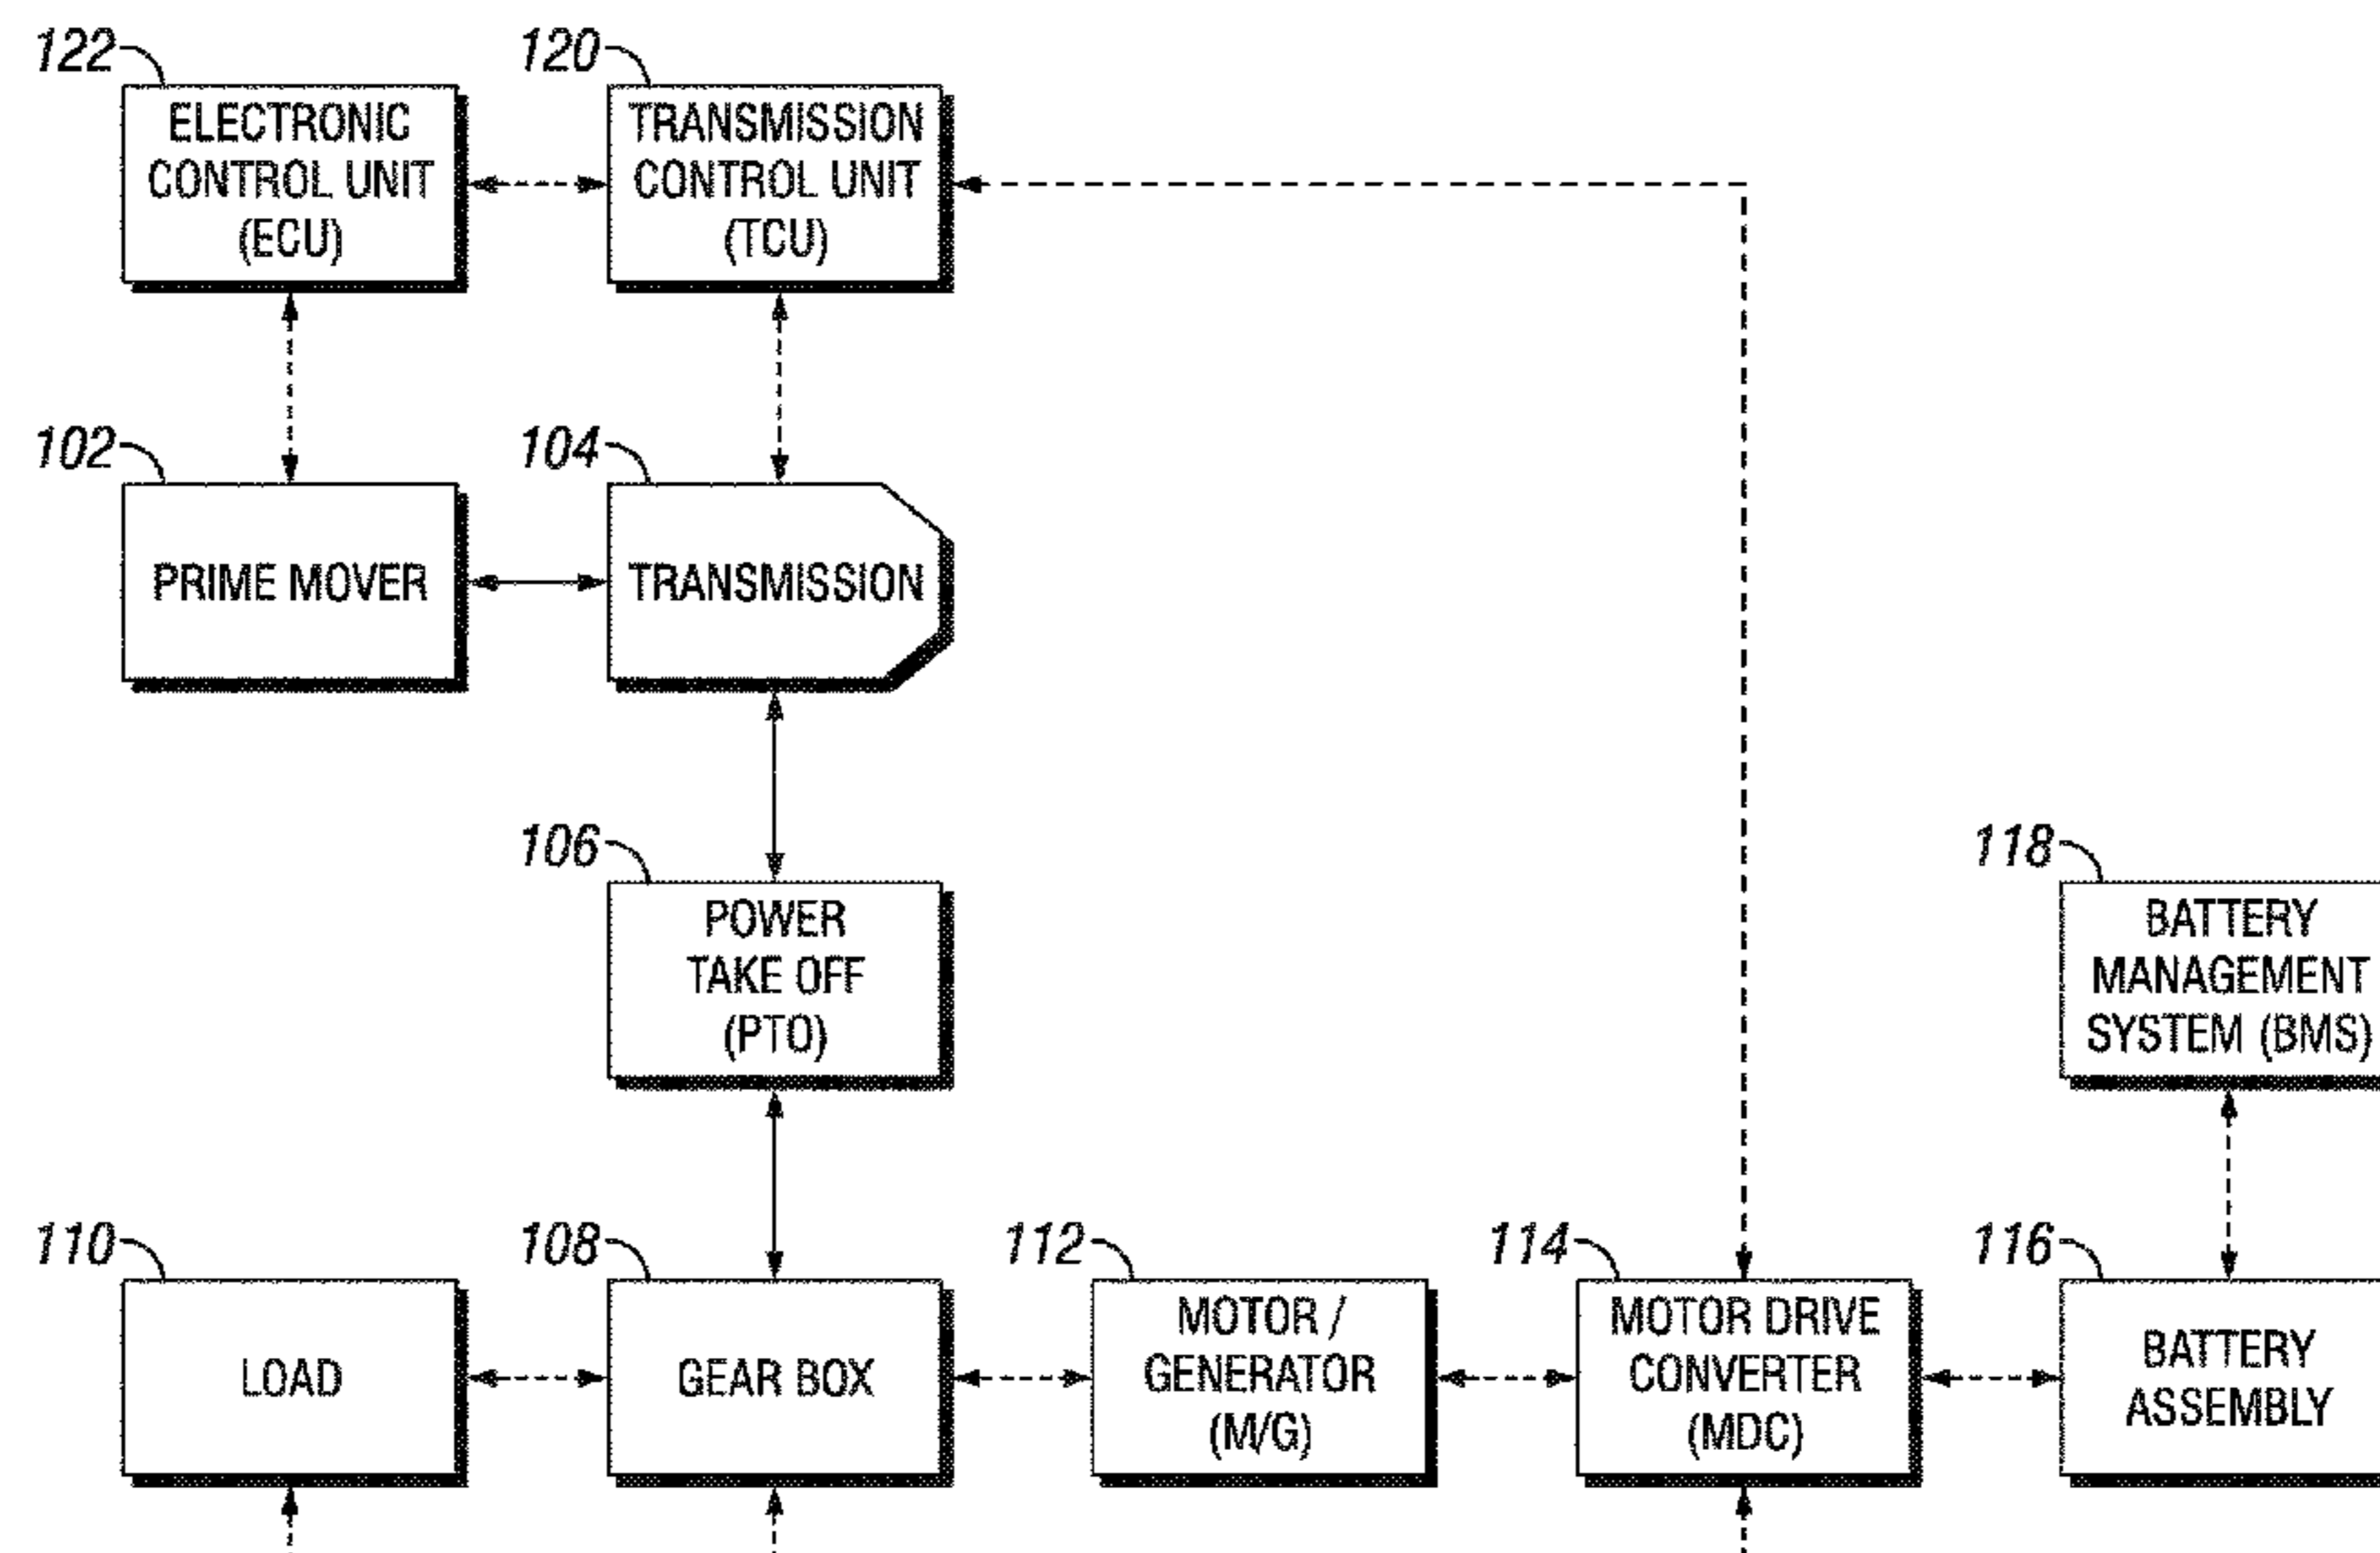 122
ELECTRONIC
CONTROL UNIT
(ECU)
120
TRANSMISSION
CONTROL UNIT
(TCU)
102
PRIME MOVER
104
TRANSMISSION
106
POWER
TAKE OFF
(PTO)
118
BATTERY
MANAGEMENT
SYSTEM (BMS)
110
LOAD
108
GEAR BOX
112
MOTOR /
GENERATOR
(M/G)
114
MOTOR DRIVE
CONVERTER
(MDC)
116
BATTERY
ASSEMBLY